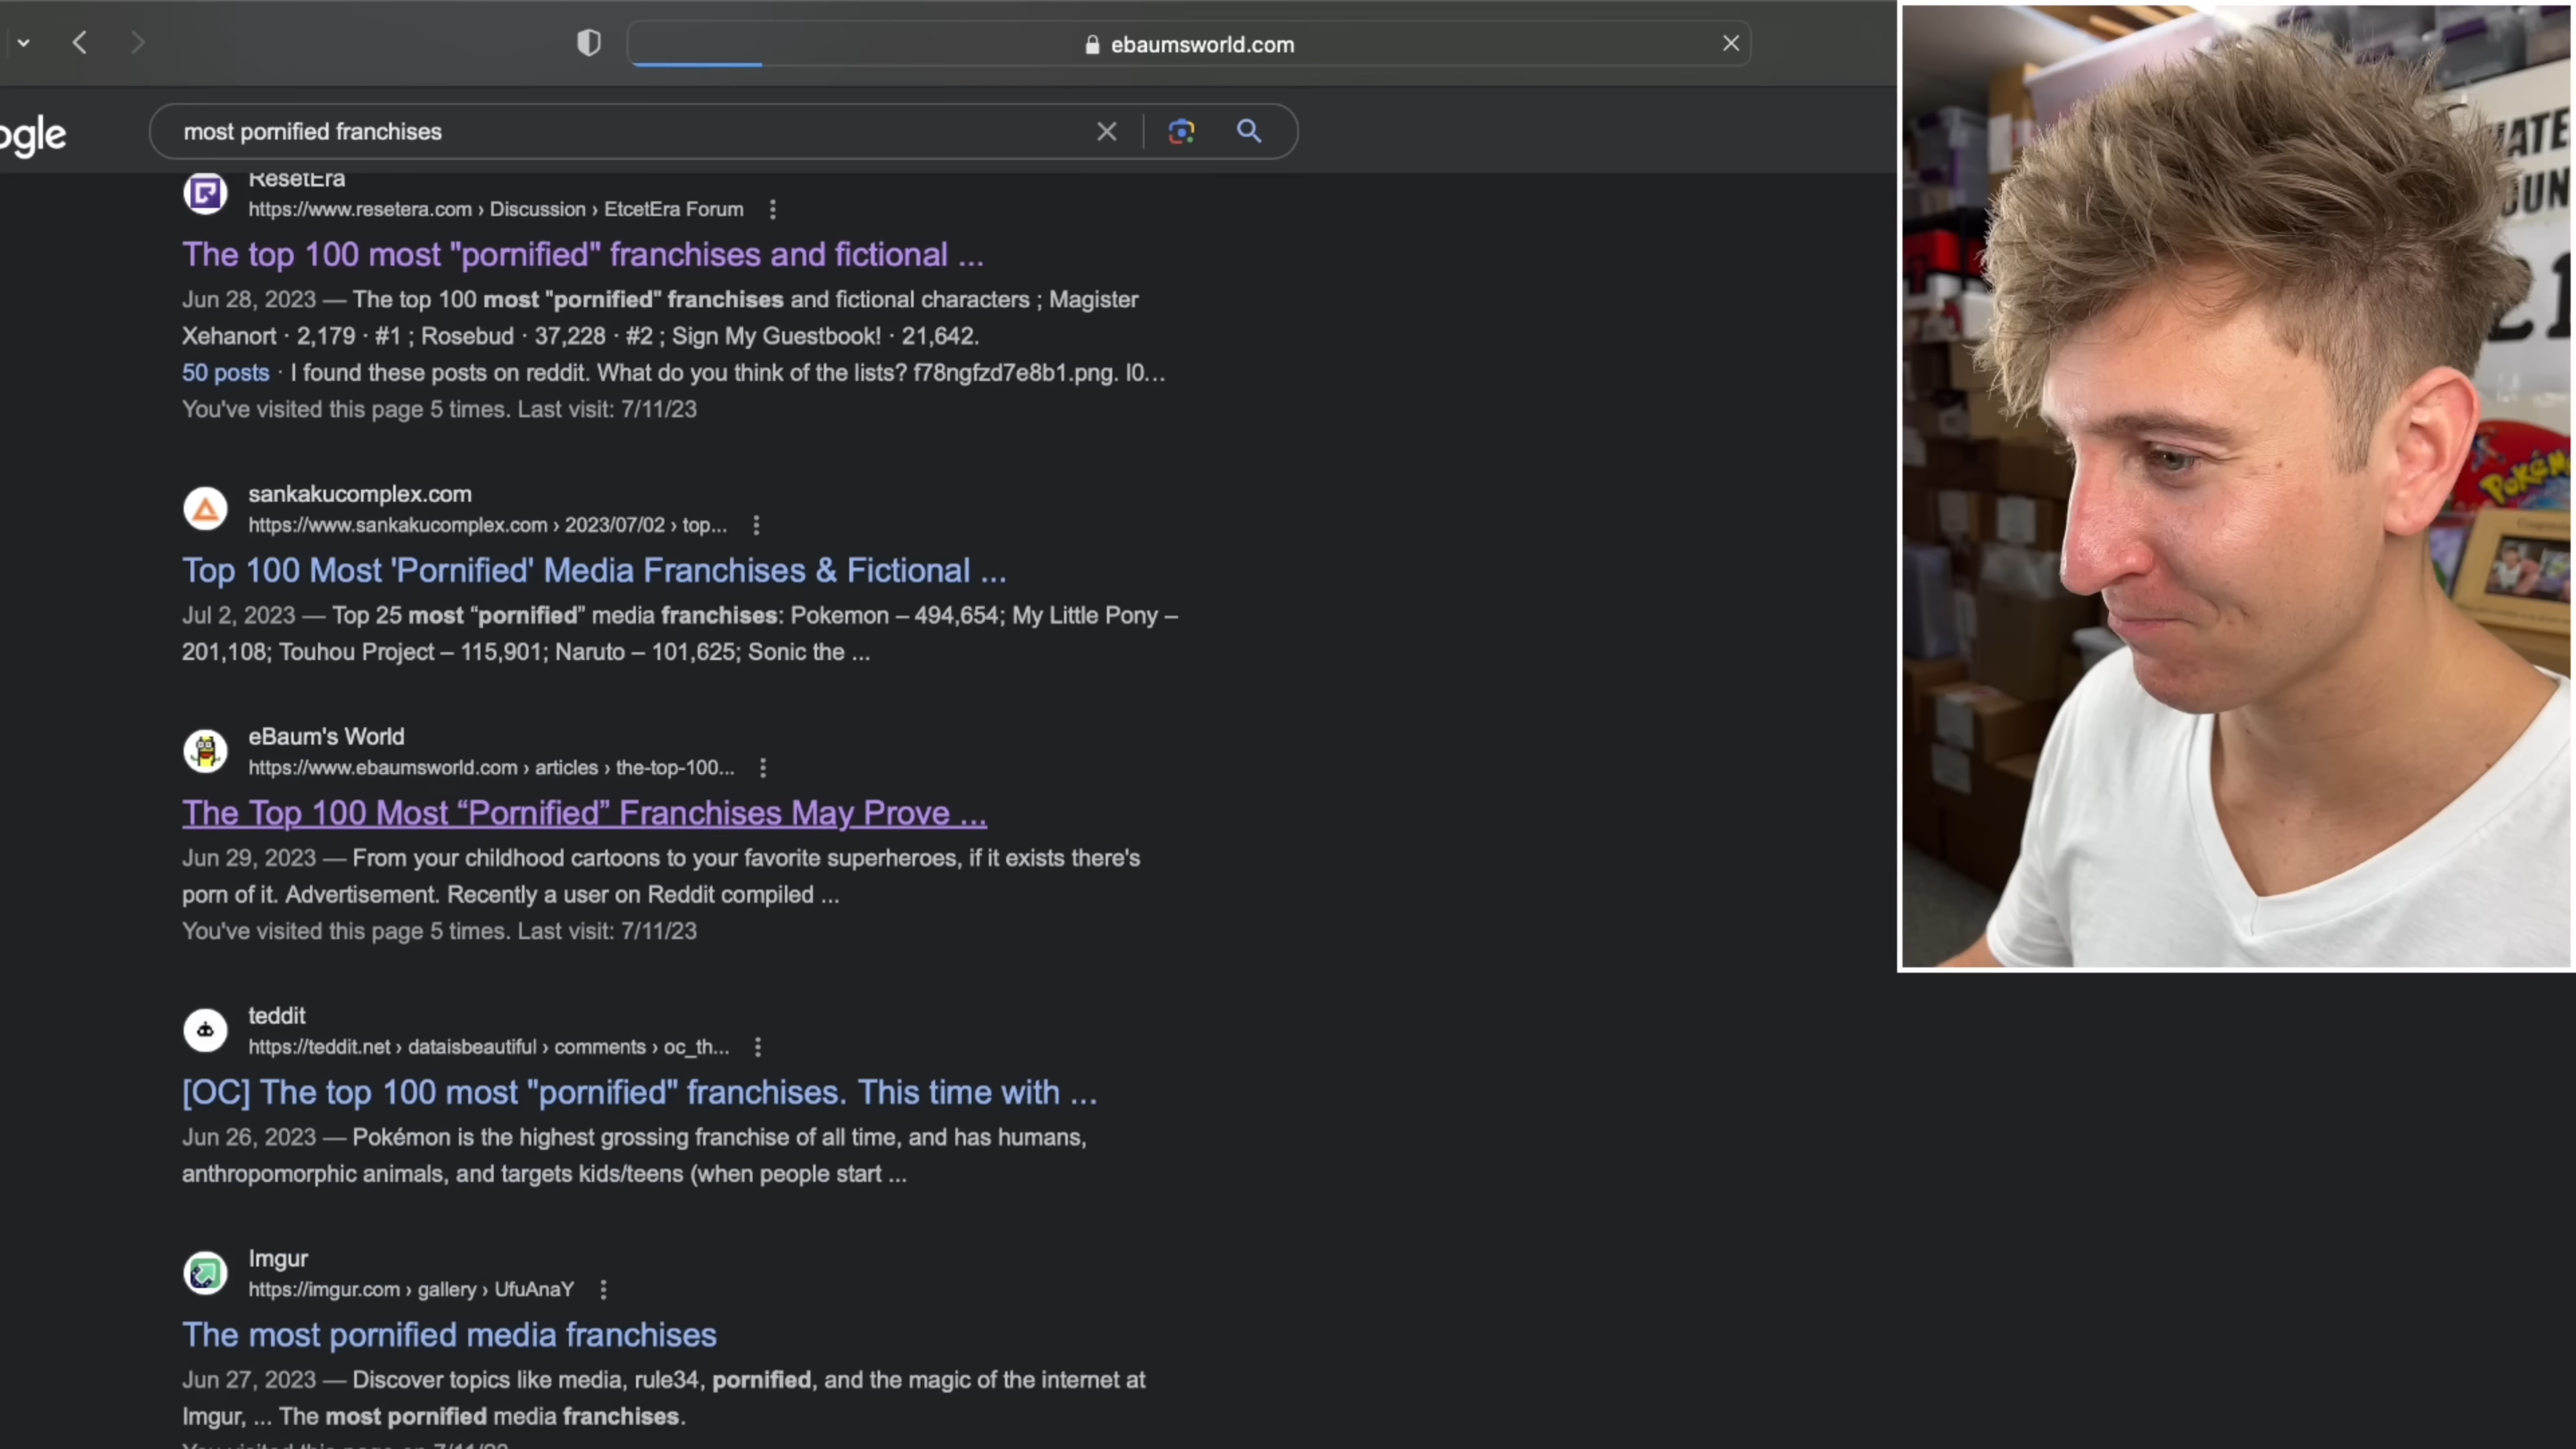 ebaumsworld.com
ogle
most pornified franchises
ResetEra
https://www.resetera.com › Discussion › EtcetEra Forum
The top 100 most "pornified" franchises and fictional ...
Jun 28, 2023 — The top 100 most "pornified" franchises and fictional characters ; Magister
Xehanort · 2,179 · #1 ; Rosebud · 37,228 · #2 ; Sign My Guestbook! · 21,642.
50 posts · I found these posts on reddit. What do you think of the lists? f78ngfzd7e8b1.png. l0...
You've visited this page 5 times. Last visit: 7/11/23
sankakucomplex.com
https://www.sankakucomplex.com › 2023/07/02 › top...
Top 100 Most 'Pornified' Media Franchises & Fictional ...
Jul 2, 2023 — Top 25 most “pornified” media franchises: Pokemon – 494,654; My Little Pony –
201,108; Touhou Project – 115,901; Naruto – 101,625; Sonic the ...
eBaum's World
https://www.ebaumsworld.com › articles › the-top-100...
The Top 100 Most “Pornified” Franchises May Prove ...
Jun 29, 2023 — From your childhood cartoons to your favorite superheroes, if it exists there's
porn of it. Advertisement. Recently a user on Reddit compiled ...
You've visited this page 5 times. Last visit: 7/11/23
teddit
https://teddit.net › dataisbeautiful › comments › oc_th...
[OC] The top 100 most "pornified" franchises. This time with ...
Jun 26, 2023 — Pokémon is the highest grossing franchise of all time, and has humans,
anthropomorphic animals, and targets kids/teens (when people start ...
Imgur
https://imgur.com › gallery › UfuAnaY
The most pornified media franchises
Jun 27, 2023 — Discover topics like media, rule34, pornified, and the magic of the internet at
Imgur, ... The most pornified media franchises.